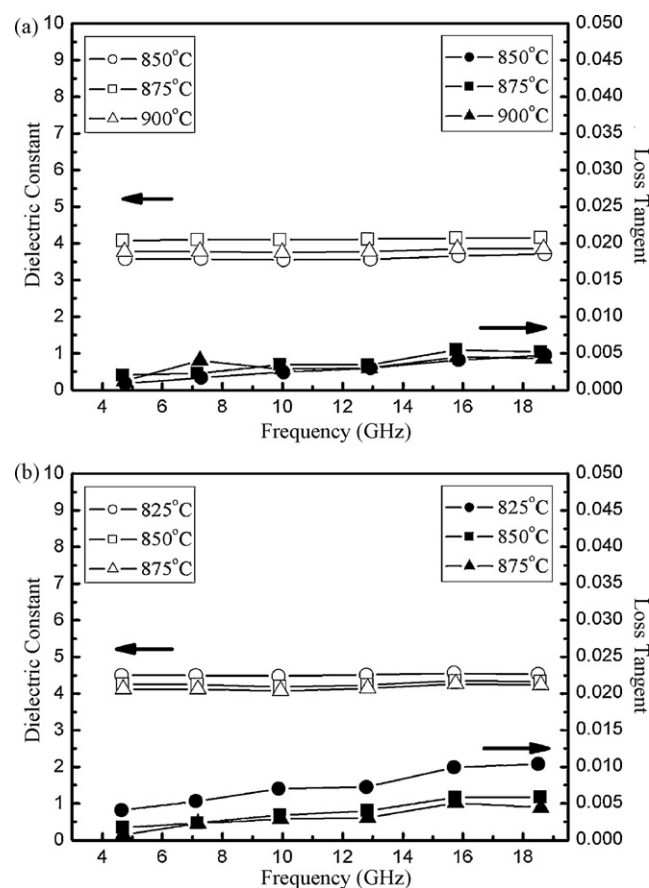 (a)
10
9
8
7
6
5
4
3
2
1
0
Dielectric Constant
850°C
875°C
900°C
850°C
875°C
900°C
0.050
0.045
0.040
0.035
0.030
0.025
0.020
0.015
0.010
0.005
0.000
Loss Tangent
4 6 8 10 12 14 16 18
Frequency (GHz)
(b)
10
9
8
7
6
5
4
3
2
1
0
Dielectric Constant
825°C
850°C
875°C
825°C
850°C
875°C
0.050
0.045
0.040
0.035
0.030
0.025
0.020
0.015
0.010
0.005
0.000
Loss Tangent
4 6 8 10 12 14 16 18
Frequency (GHz)